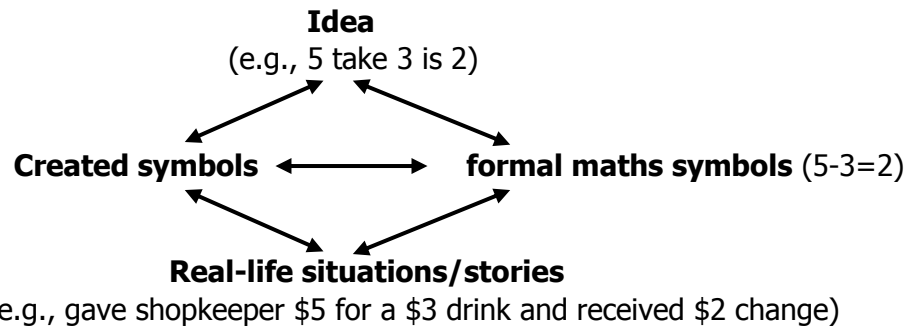 Idea
(e.g., 5 take 3 is 2)
Created symbols formal maths symbols (5-3=2)
Real-life situations/stories
e.g., gave shopkeeper $5 for a $3 drink and received $2 change)